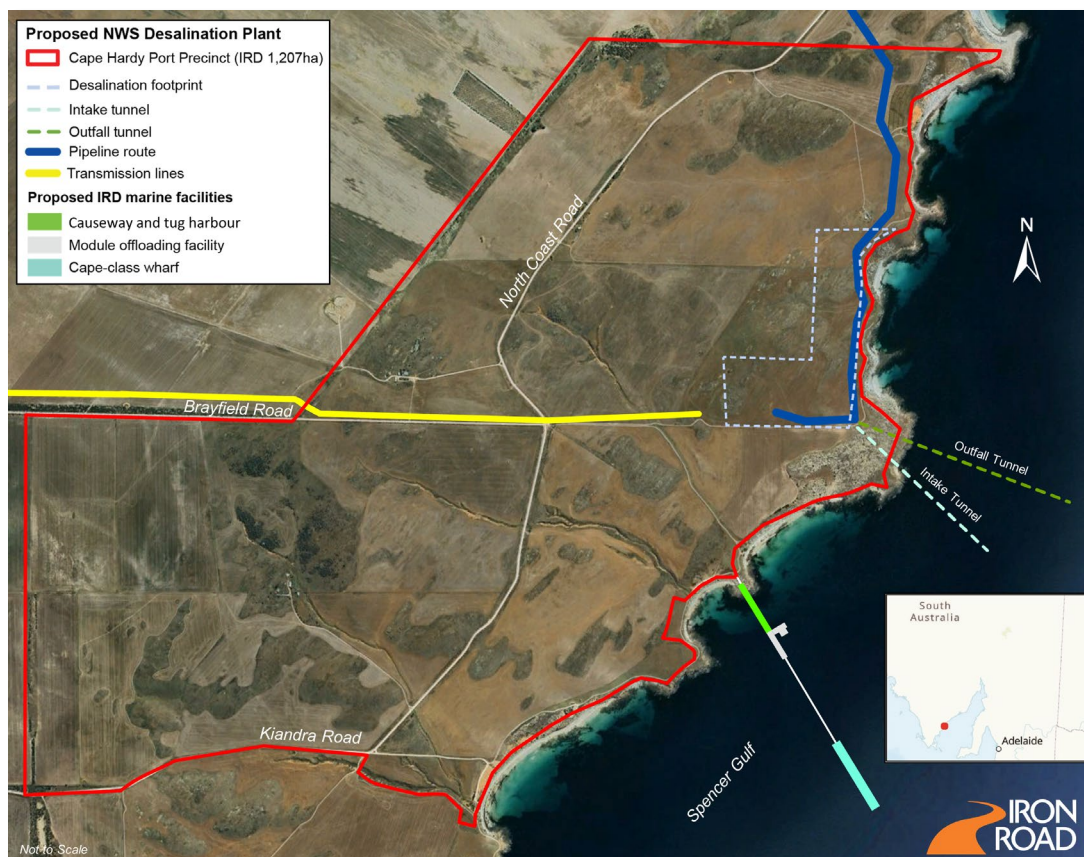 Proposed NWS Desalination Plant
Cape Hardy Port Precinct (IRD 1,207ha)
Desalination footprint
Intake tunnel
Outfall tunnel
Pipeline route
Transmission lines
Proposed IRD marine facilities
Causeway and tug harbour
Module offloading facility
Cape-class wharf
North Coast Road
N
Brayfield Road
Outfall Tunnel
Intake Tunnel
South
Australia
Adelaide
Kiandra Road
Spencer Gulf
IRON
ROAD
Not to Scale